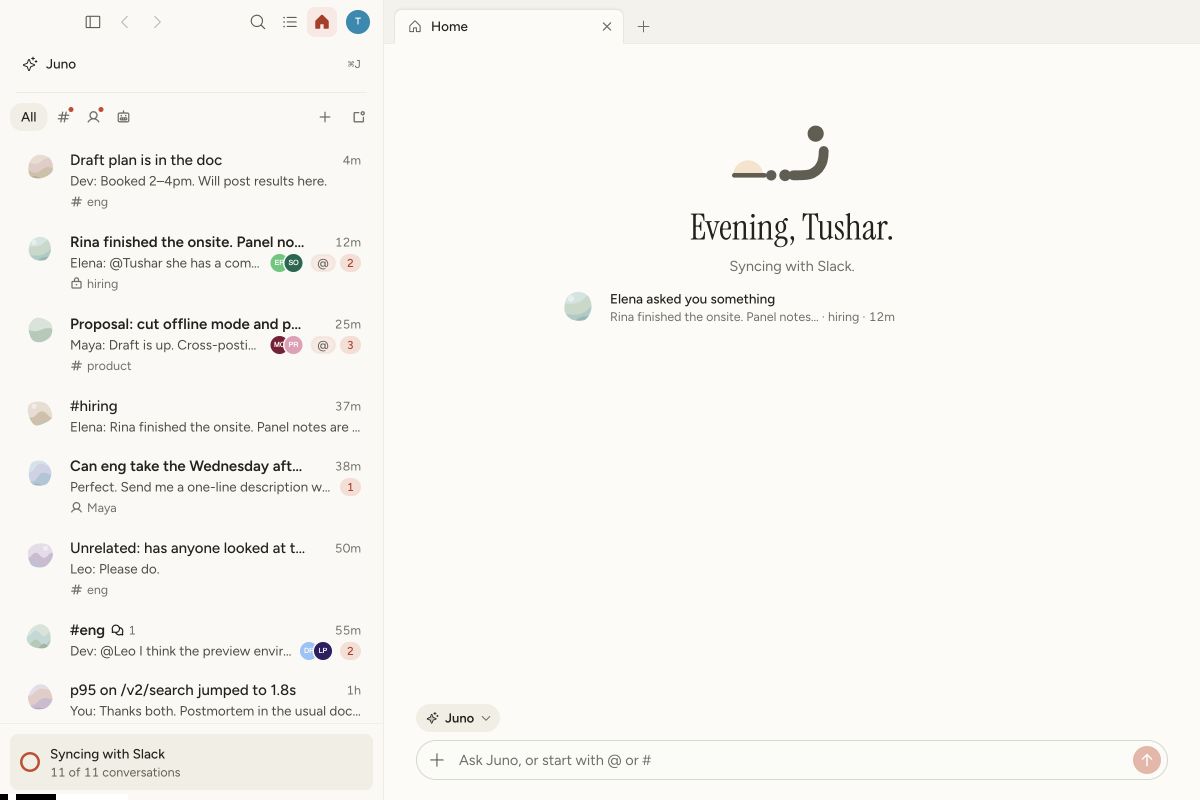 T
Home
Juno
⌘J
All
Draft plan is in the doc 4m
Dev: Booked 2–4pm. Will post results here.
# eng
Rina finished the onsite. Panel no... 12m
Elena: @Tushar she has a com... SO @ 2
hiring
Proposal: cut offline mode and p... 25m
Maya: Draft is up. Cross-posti... PR @ 3
# product
#hiring 37m
Elena: Rina finished the onsite. Panel notes are ...
Can eng take the Wednesday aft... 38m
Perfect. Send me a one-line description w... 1
Maya
Unrelated: has anyone looked at t... 50m
Leo: Please do.
# eng
#eng 1 55m
Dev: @Leo I think the preview envir... LP 2
p95 on /v2/search jumped to 1.8s 1h
You: Thanks both. Postmortem in the usual doc...
Syncing with Slack
11 of 11 conversations
Evening, Tushar.
Syncing with Slack.
Elena asked you something
Rina finished the onsite. Panel notes... · hiring · 12m
Juno
Ask Juno, or start with @ or #